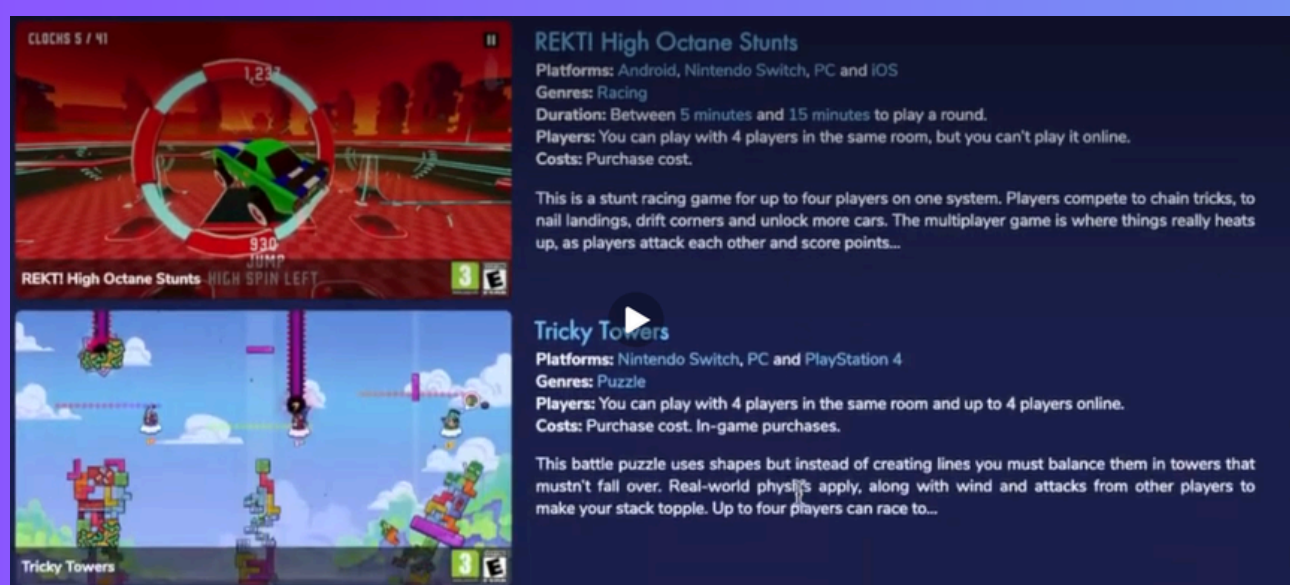 CLOCKS 5 / 41
1,237
930
JUMP
HIGH SPIN LEFT
REKT! High Octane Stunts
3
E
REKT! High Octane Stunts
Platforms: Android, Nintendo Switch, PC and iOS
Genres: Racing
Duration: Between 5 minutes and 15 minutes to play a round.
Players: You can play with 4 players in the same room, but you can't play it online.
Costs: Purchase cost.
This is a stunt racing game for up to four players on one system. Players compete to chain tricks, to
nail landings, drift corners and unlock more cars. The multiplayer game is where things really heats
up, as players attack each other and score points...
Tricky Towers
3
E
Tricky Towers
Platforms: Nintendo Switch, PC and PlayStation 4
Genres: Puzzle
Players: You can play with 4 players in the same room and up to 4 players online.
Costs: Purchase cost. In-game purchases.
This battle puzzle uses shapes but instead of creating lines you must balance them in towers that
mustn't fall over. Real-world physics apply, along with wind and attacks from other players to
make your stack topple. Up to four players can race to...